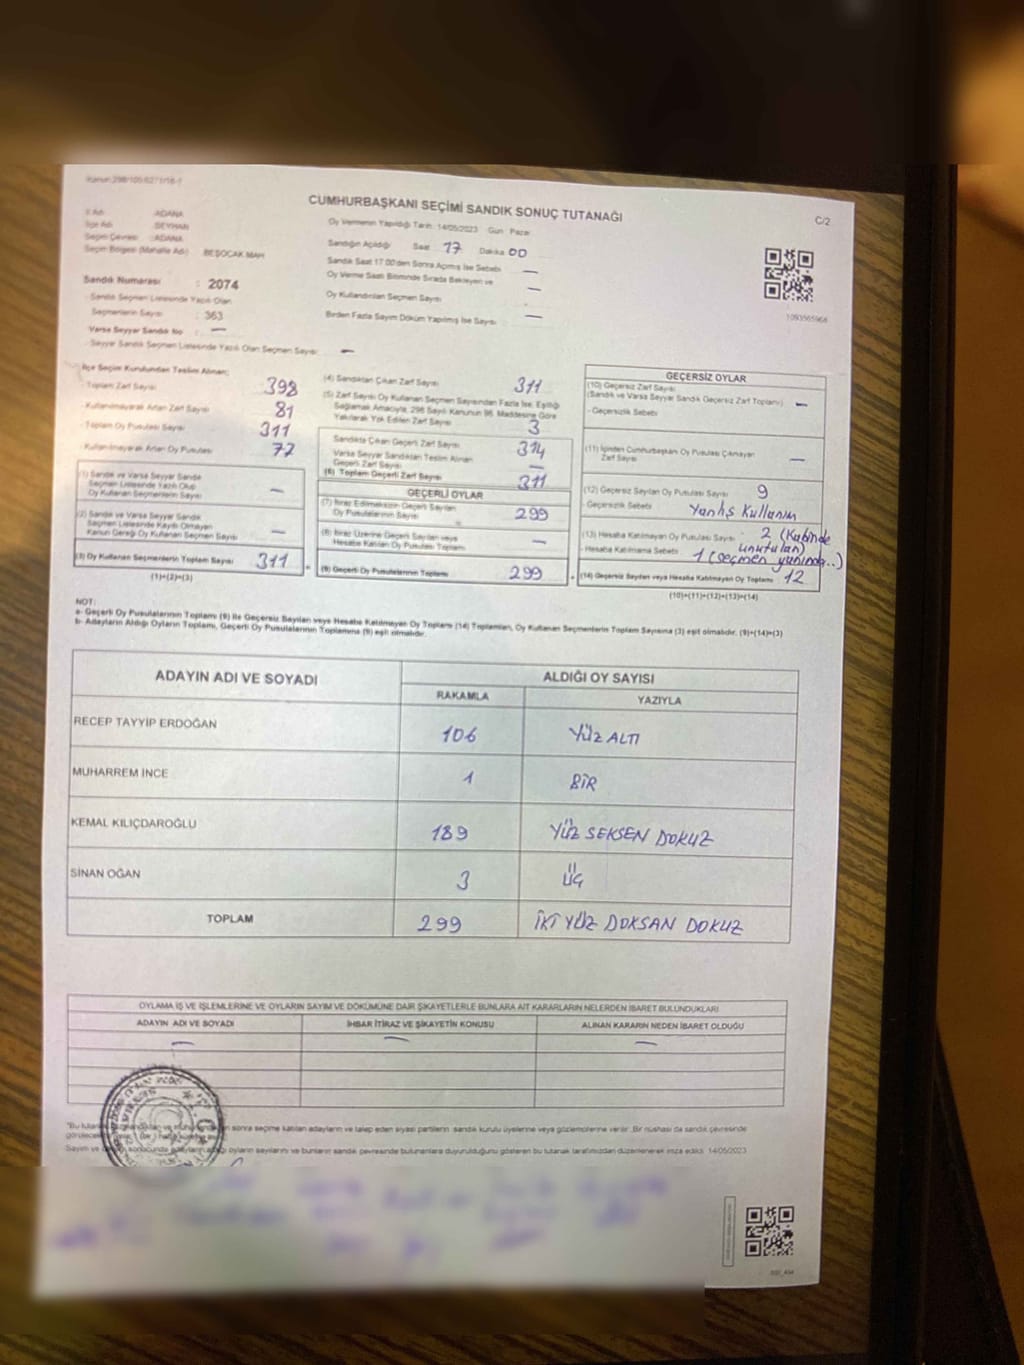 CUMHURBAŞKANI SEÇİMİ SANDIK SONUÇ TUTANAĞI
C/2
İl Adı : ADANA
İlçe Adı : SEYHAN
Seçim Çevresi : ADANA
Seçim Bölgesi (Mahalle Adı) : BEŞOCAK MAH
Sandık Numarası : 2074
Sandık Seçmen Listesinde Yazılı Olan
Seçmenlerin Sayısı : 363
Varsa Seyyar Sandık No : —
Seyyar Sandık Seçmen Listesinde Yazılı Olan Seçmen Sayısı: —
Oy Vermenin Yapıldığı Tarih: 14/05/2023 Gün Pazar
Sandığın Açıldığı Saat 17 Dakika 00
Sandık Saat 17.00'den Sonra Açılmış İse Sebebi —
Oy Verme Saati Bitiminde Sırada Bekleyen ve
Oy Kullandırılan Seçmen Sayısı —
Birden Fazla Sayım Döküm Yapılmış İse Sayısı —
1093565968
İlçe Seçim Kurulundan Teslim Alınan;
- Toplam Zarf Sayısı 398
- Kullanılmayarak Artan Zarf Sayısı 81
- Toplam Oy Pusulası Sayısı 311
- Kullanılmayarak Artan Oy Pusulası 77
(1) Sandık ve Varsa Seyyar Sandık
Seçmen Listesinde Yazılı Olup
Oy Kullanan Seçmenlerin Sayısı —
(2) Sandık ve Varsa Seyyar Sandık
Seçmen Listesinde Kaydı Olmayan
Kanun Gereği Oy Kullanan Seçmen Sayısı —
(3) Oy Kullanan Seçmenlerin Toplam Sayısı 311
(1)+(2)=(3)
(4) Sandıktan Çıkan Zarf Sayısı 311
(5) Zarf Sayısı Oy Kullanan Seçmen Sayısından Fazla İse, Eşitliği
Sağlamak Amacıyla, 298 Sayılı Kanunun 98. Maddesine Göre
Yakılarak Yok Edilen Zarf Sayısı 3
Sandıkta Çıkan Geçerli Zarf Sayısı 314
Varsa Seyyar Sandıktan Teslim Alınan
Geçerli Zarf Sayısı —
(6) Toplam Geçerli Zarf Sayısı 311
GEÇERLİ OYLAR
(7) İtiraz Edilmeksizin Geçerli Sayılan
Oy Pusulalarının Sayısı 299
(8) İtiraz Üzerine Geçerli Sayılan veya
Hesaba Katılan Oy Pusulaları Toplamı —
(9) Geçerli Oy Pusulalarının Toplamı 299
GEÇERSİZ OYLAR
(10) Geçersiz Zarf Sayısı
(Sandık ve Varsa Seyyar Sandık Geçersiz Zarf Toplamı) —
- Geçersizlik Sebebi
(11) İçinden Cumhurbaşkanı Oy Pusulası Çıkmayan
Zarf Sayısı —
(12) Geçersiz Sayılan Oy Pusulası Sayısı 9
- Geçersizlik Sebebi Yanlış Kullanım
(13) Hesaba Katılmayan Oy Pusulası Sayısı 2 (Kabinde unutulan)
- Hesaba Katılmama Sebebi 1 (seçmen yanında..)
(14) Geçersiz Sayılan veya Hesaba Katılmayan Oy Toplamı 12
(10)+(11)+(12)+(13)=(14)
NOT:
a- Geçerli Oy Pusulalarının Toplamı (9) ile Geçersiz Sayılan veya Hesaba Katılmayan Oy Toplamı (14) Toplamları, Oy Kullanan Seçmenlerin Toplam Sayısına (3) eşit olmalıdır. (9)+(14)=(3)
b- Adayların Aldığı Oyların Toplamı, Geçerli Oy Pusulalarının Toplamına (9) eşit olmalıdır.
ADAYIN ADI VE SOYADI ALDIĞI OY SAYISI
RAKAMLA YAZIYLA
RECEP TAYYİP ERDOĞAN 106 YÜZ ALTI
MUHARREM İNCE 1 BİR
KEMAL KILIÇDAROĞLU 189 YÜZ SEKSEN DOKUZ
SİNAN OĞAN 3 ÜÇ
TOPLAM 299 İKİ YÜZ DOKSAN DOKUZ
OYLAMA İŞ VE İŞLEMLERİNE VE OYLARIN SAYIM VE DÖKÜMÜNE DAİR ŞİKAYETLERLE BUNLARA AİT KARARLARIN NELERDEN İBARET BULUNDUKLARI
ADAYIN ADI VE SOYADI İHBAR İTİRAZ VE ŞİKAYETİN KONUSU ALINAN KARARIN NEDEN İBARET OLDUĞU
— — —
sonra seçime katılan adayların ve talep eden siyasi partilerin sandık kurulu üyelerine veya gözlemcilerine verilir. Bir nüshası da sandık çevresinde
oyların sayılarını ve bunların sandık çevresinde bulunanlara duyurulduğunu gösteren bu tutanak tarafımızdan düzenlenerek imza edildi. 14/05/2023